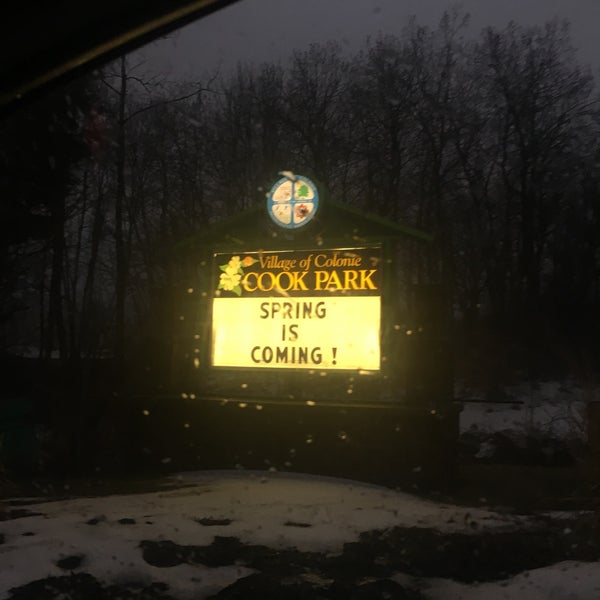 Village of Colonie
COOK PARK
SPRING
IS
COMING !